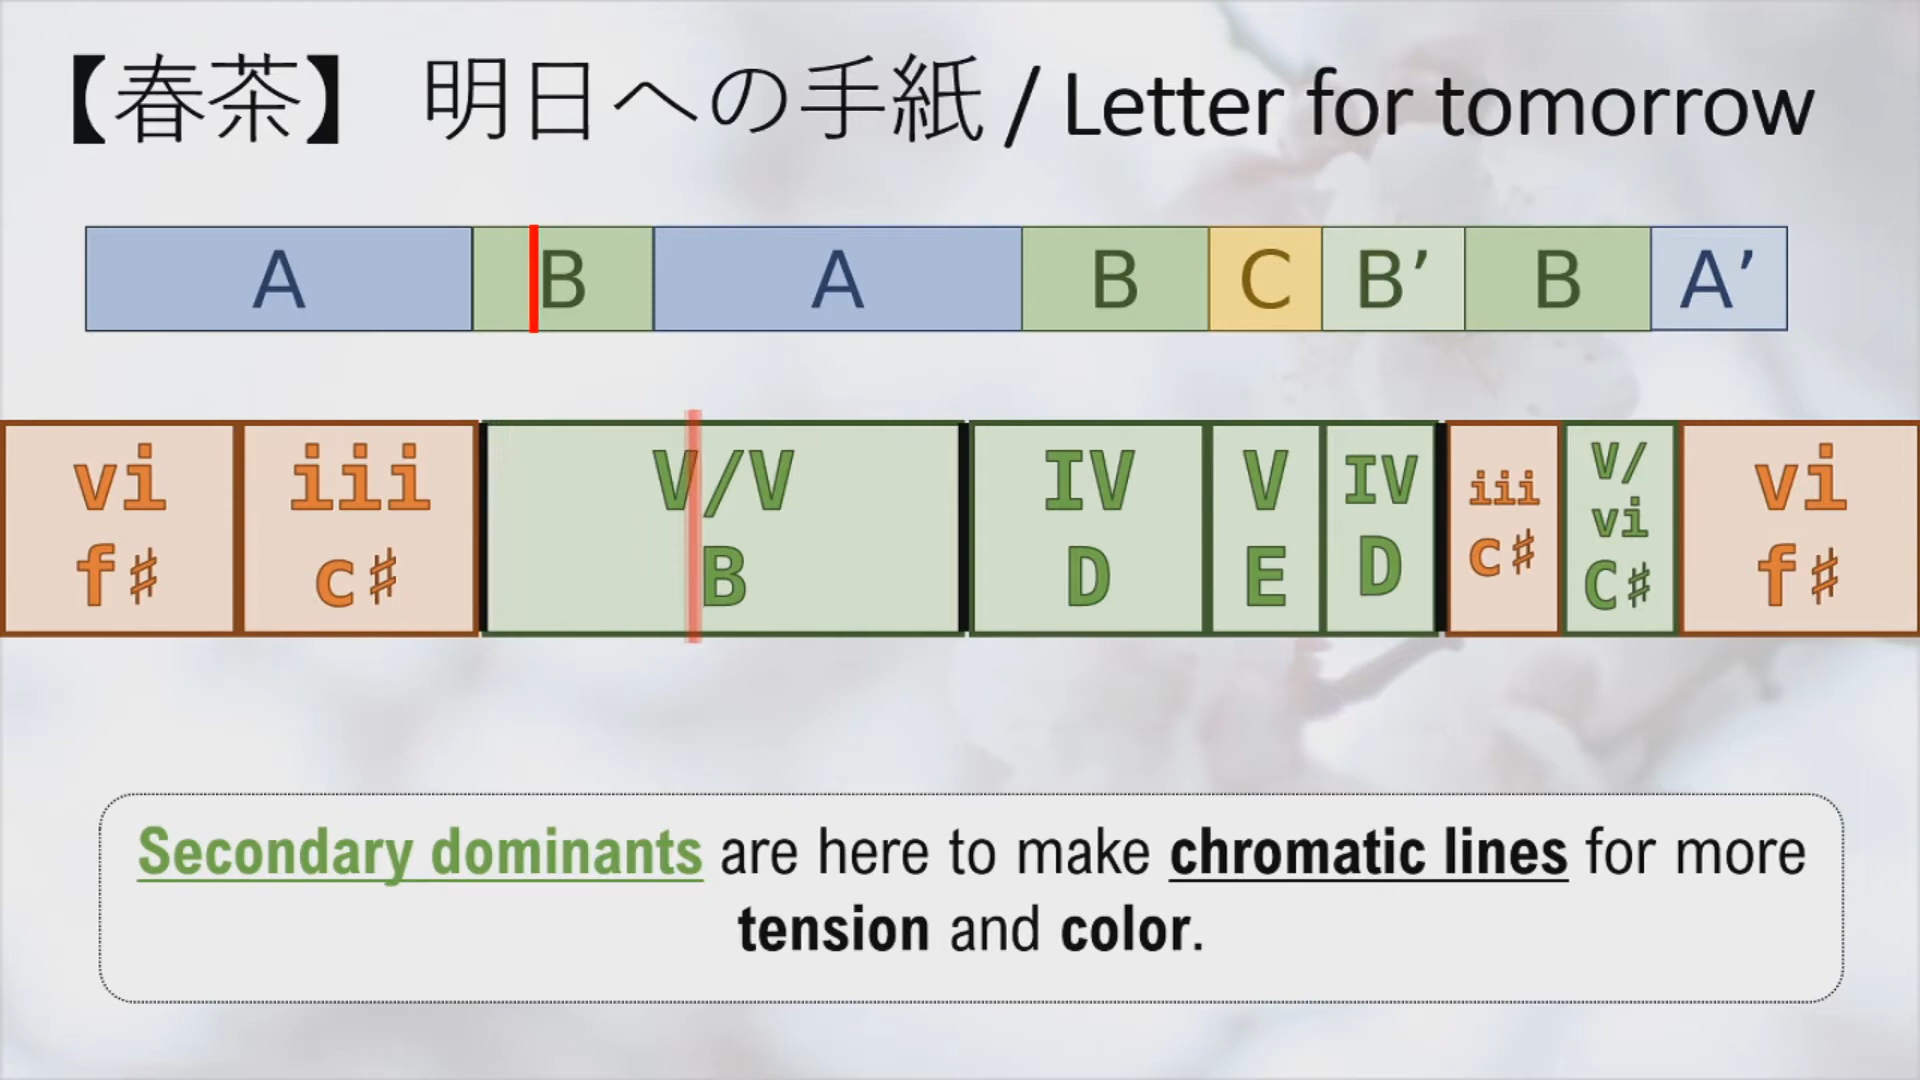 【春茶】 明日への手紙 / Letter for tomorrow
A B A B C B’ B A’
vi iii V/V IV V IV iii V/vi vi
f♯ c♯ B D E D c♯ C♯ f♯
Secondary dominants are here to make chromatic lines for more
tension and color.